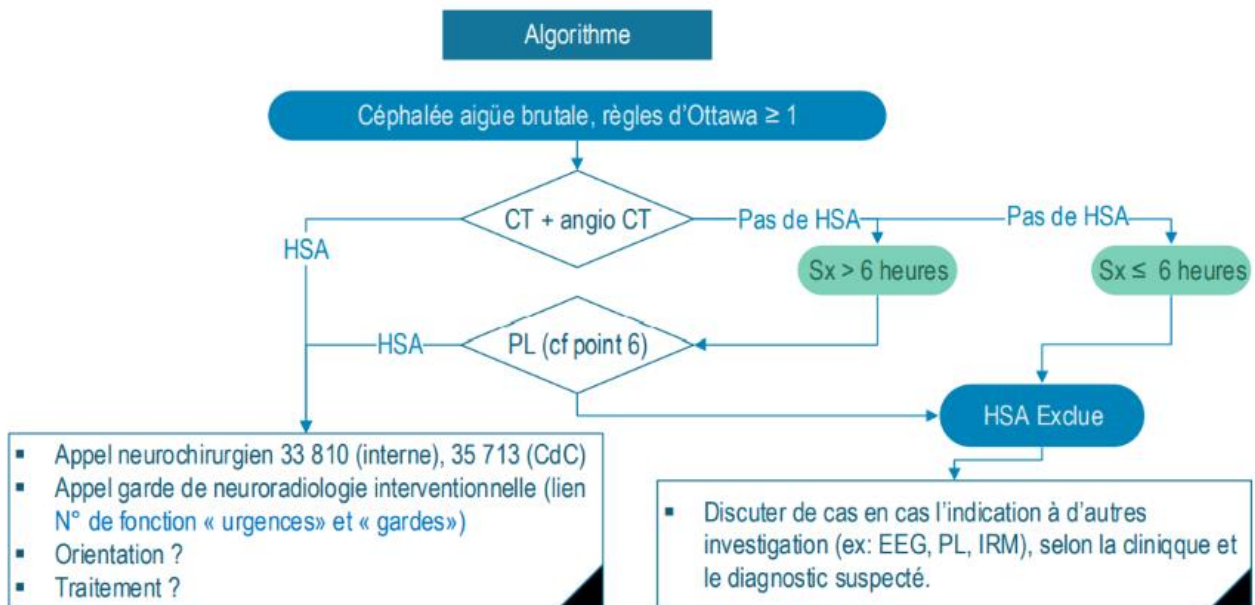 Algorithme
Céphalée aigüe brutale, règles d'Ottawa ≥ 1
CT + angio CT
Pas de HSA
Pas de HSA
HSA
Sx > 6 heures
Sx ≤ 6 heures
HSA
PL (cf point 6)
HSA Exclue
▪ Appel neurochirurgien 33 810 (interne), 35 713 (CdC)
▪ Appel garde de neuroradiologie interventionnelle (lien
N° de fonction « urgences» et « gardes»)
▪ Orientation ?
▪ Traitement ?
▪ Discuter de cas en cas l'indication à d'autres
investigation (ex: EEG, PL, IRM), selon la cliniqque et
le diagnostic suspecté.